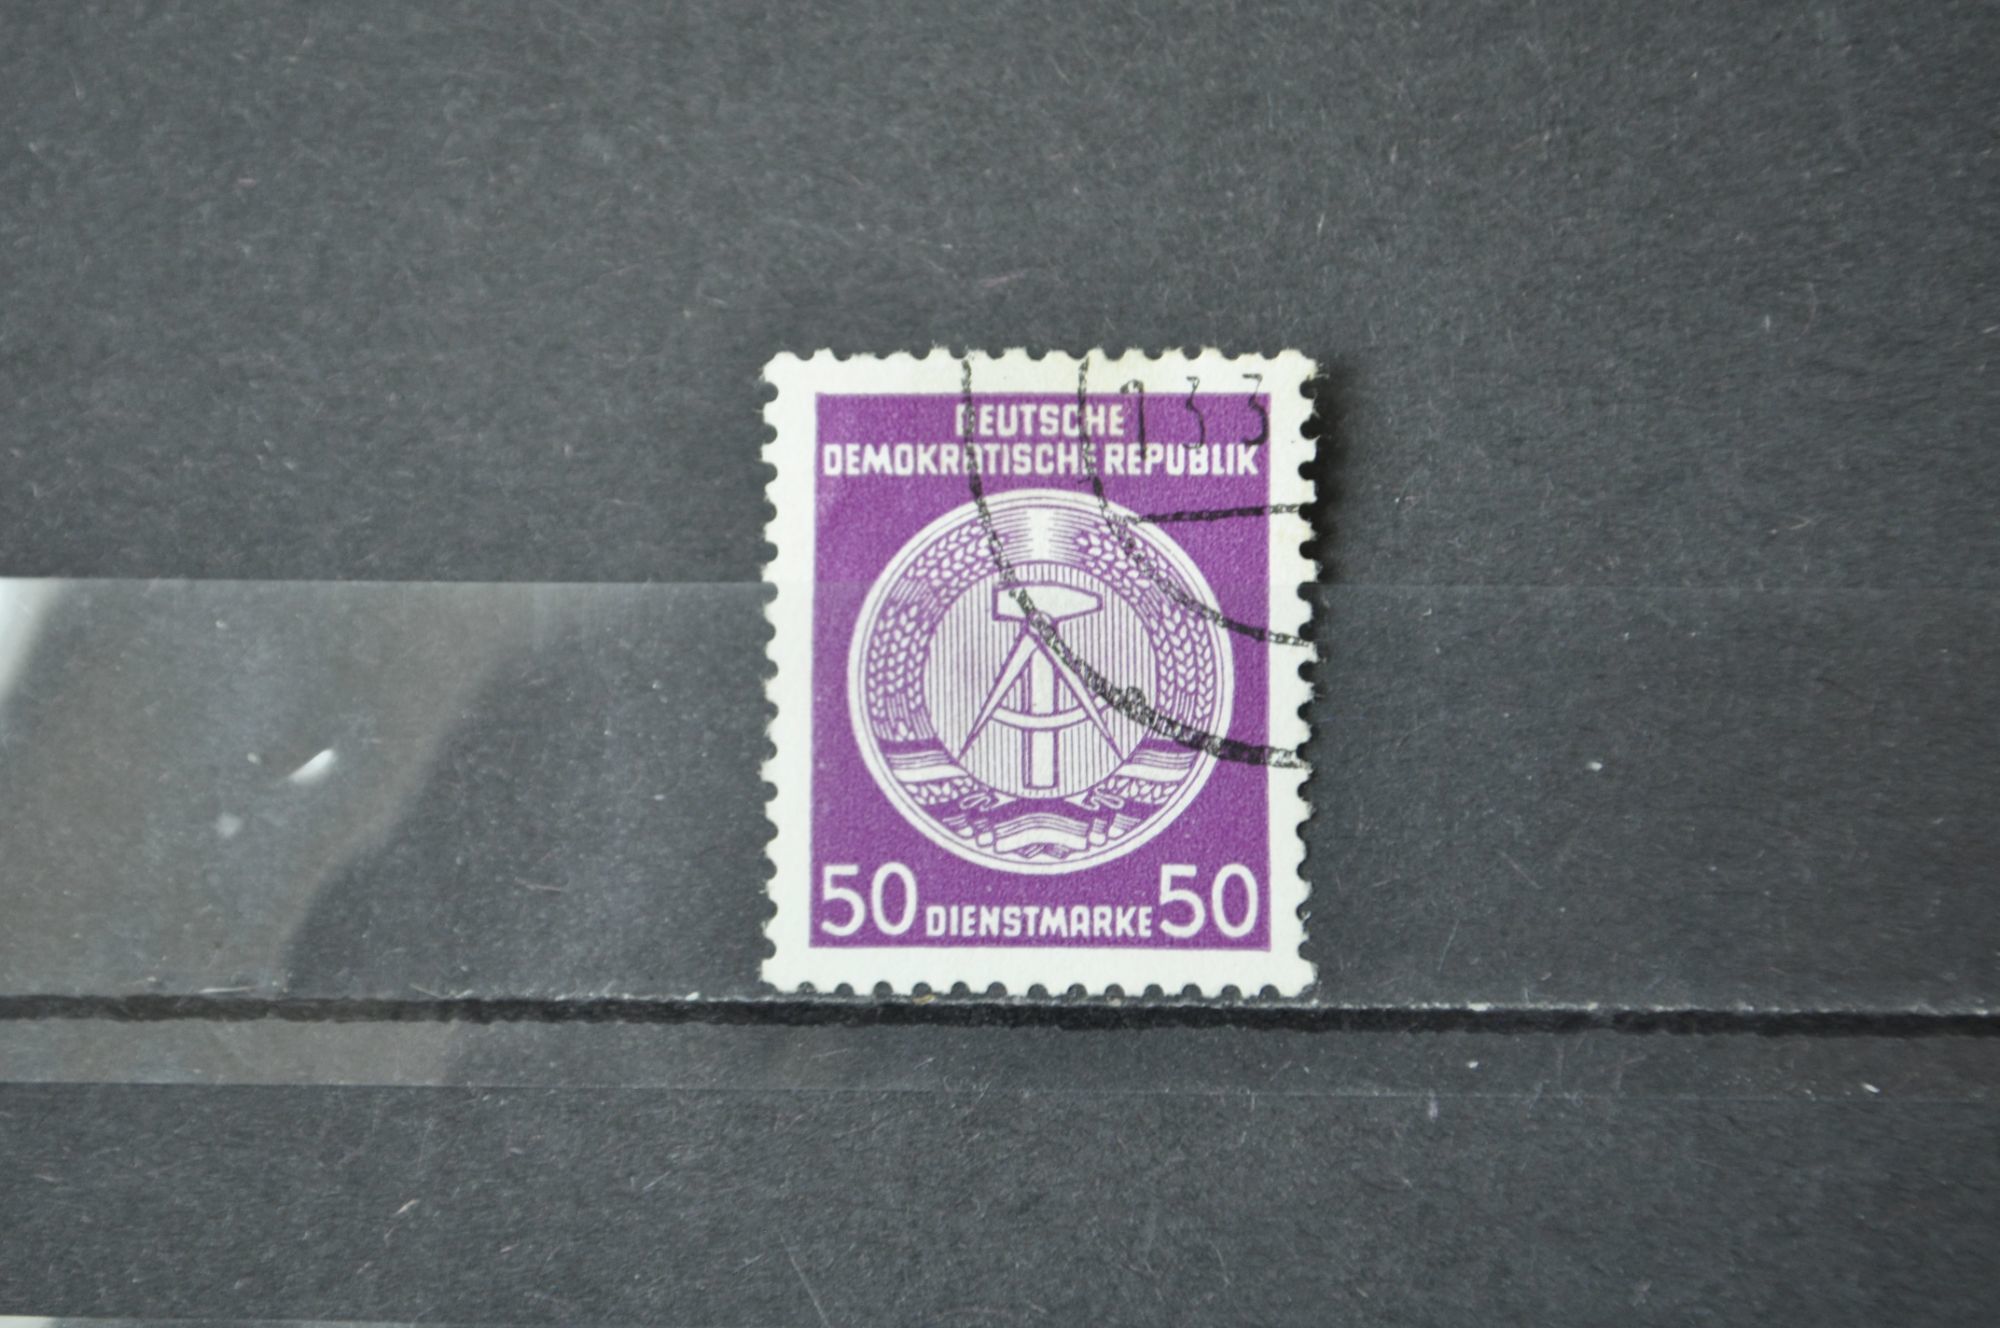 DEUTSCHE
DEMOKRATISCHE REPUBLIK
50 DIENSTMARKE 50